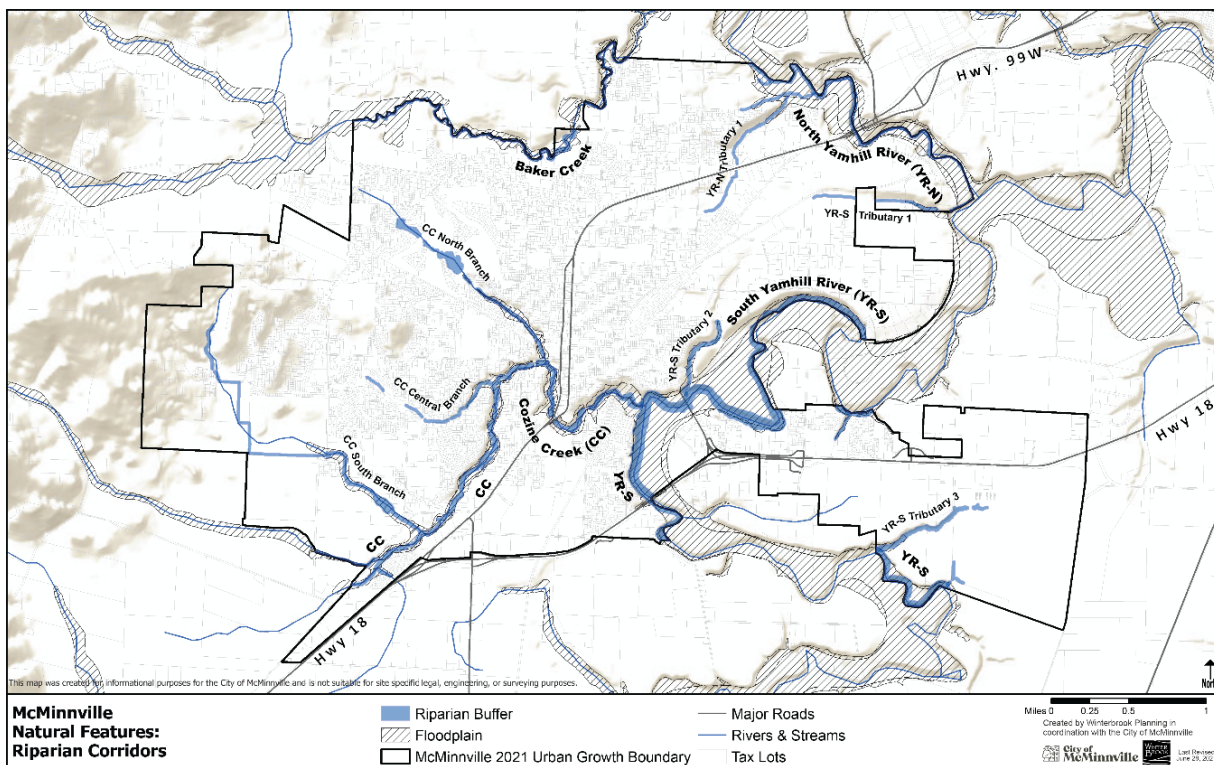 Hwy. 99W
North Yamhill River (YR-N)
YR-N Tributary 1
Baker Creek
YR-S Tributary 1
CC North Branch
South Yamhill River (YR-S)
YR-S Tributary 2
CC Central Branch
Cozine Creek (CC)
Hwy 18
CC South Branch
CC
YR-S
YR-S Tributary 3
CC
YR-S
Hwy 18
North
This map was created for informational purposes for the City of McMinnville and is not suitable for site specific legal, engineering, or surveying purposes.
McMinnville
Natural Features:
Riparian Corridors
Riparian Buffer
Floodplain
McMinnville 2021 Urban Growth Boundary
Major Roads
Rivers & Streams
Tax Lots
Miles 0 0.25 0.5 1
Created by Winterbrook Planning in
coordination with the City of McMinnville
City of
McMinnville
WINTER
BROOK
Last Revised